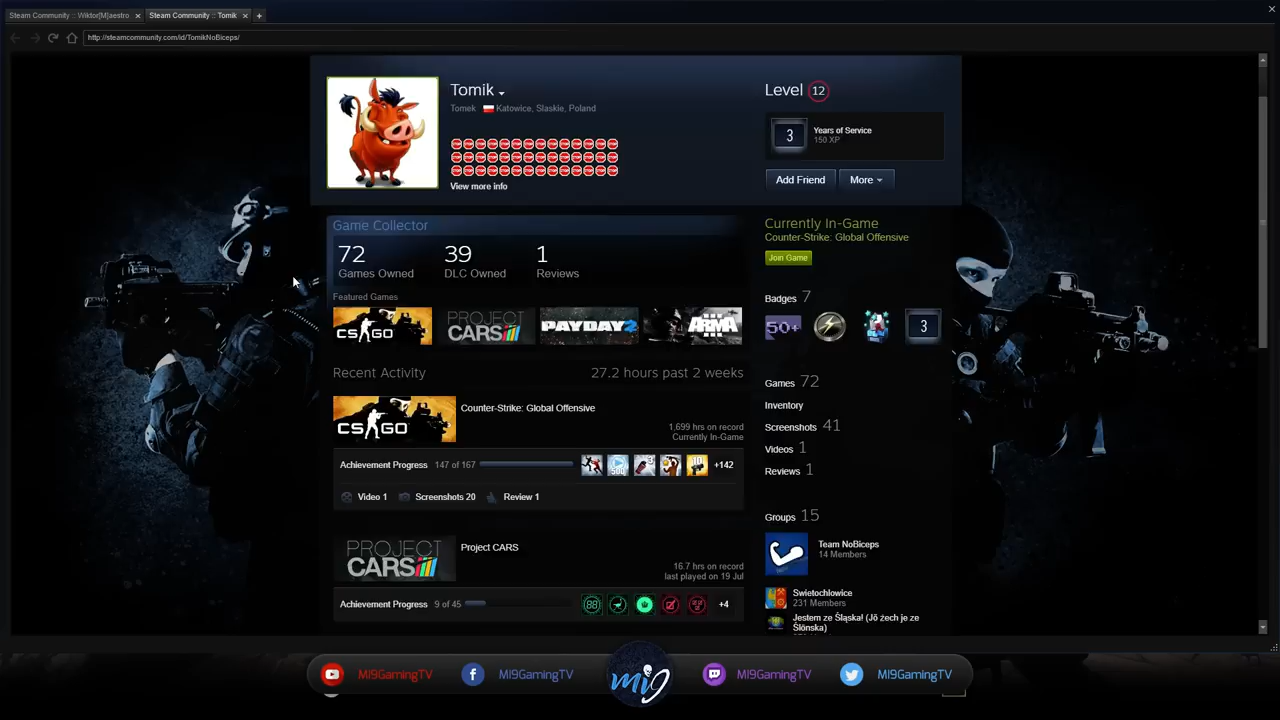 Steam Community :: Wiktor[M]aestro
Steam Community :: Tomik
http://steamcommunity.com/id/TomikNoBiceps/
Tomik
Tomek Katowice, Slaskie, Poland
View more info
Level 12
3
Years of Service
150 XP
Add Friend
More
Game Collector
72
Games Owned
39
DLC Owned
1
Reviews
Featured Games
CS GO
PROJECT CARS
PAYDAY 2
ARMA III
Recent Activity
27.2 hours past 2 weeks
CS GO
Counter-Strike: Global Offensive
1,699 hrs on record
Currently In-Game
Achievement Progress 147 of 167
+142
Video 1
Screenshots 20
Review 1
PROJECT CARS
Project CARS
16.7 hrs on record
last played on 19 Jul
Achievement Progress 9 of 45
88
+4
Currently In-Game
Counter-Strike: Global Offensive
Join Game
Badges 7
50+
3
Games 72
Inventory
Screenshots 41
Videos 1
Reviews 1
Groups 15
Team NoBiceps
14 Members
Swietochlowice
231 Members
Jestem ze Śląska! (Jŏ żech je ze
Ślōnska)
Mi9GamingTV
Mi9GamingTV
mi9
Mi9GamingTV
Mi9GamingTV